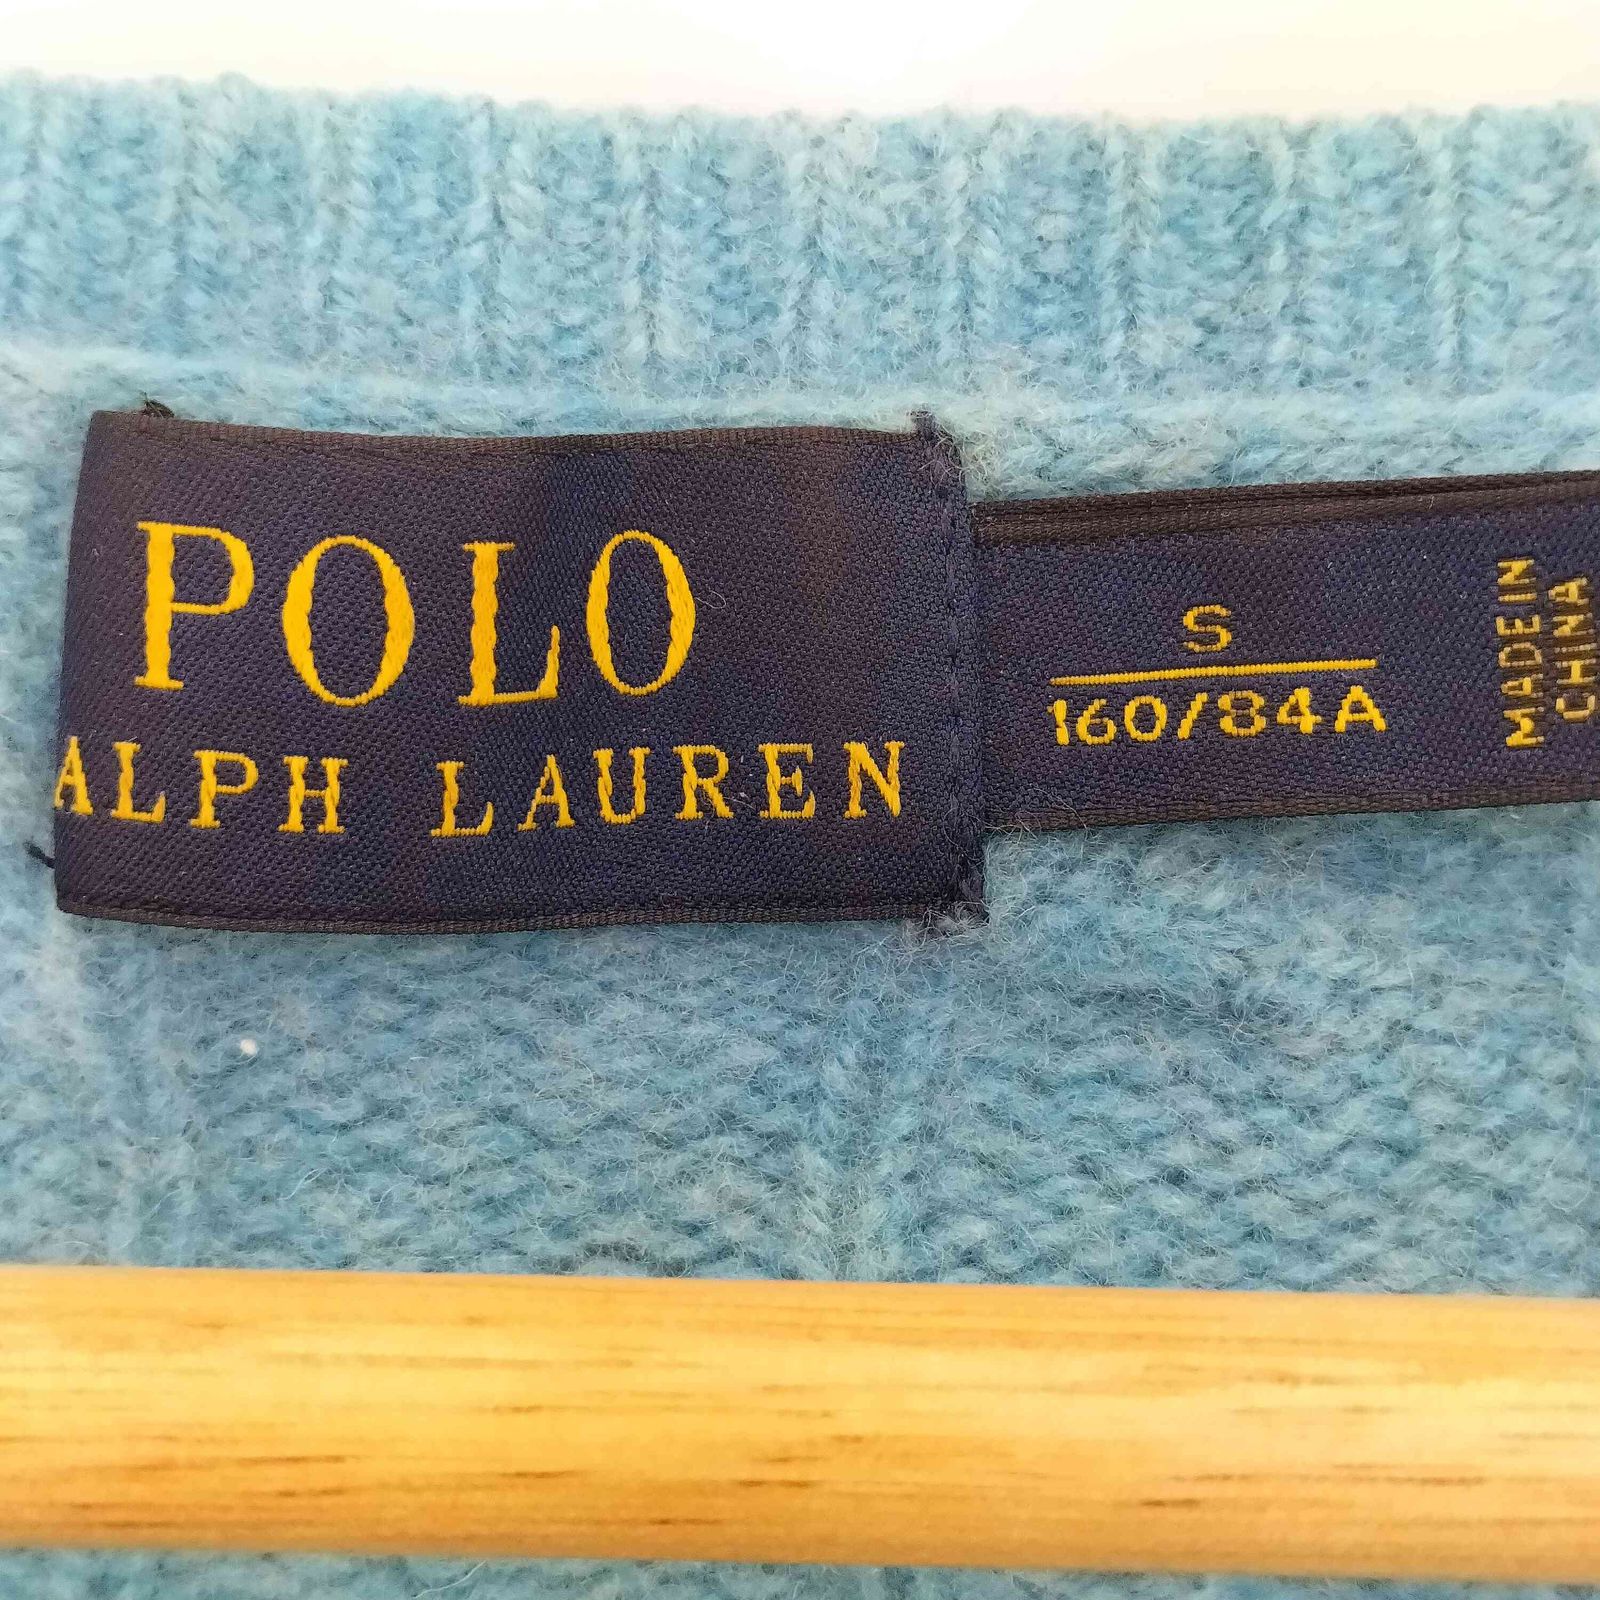 POLO
ALPH LAUREN
S
160/84A
MADE IN
CHINA